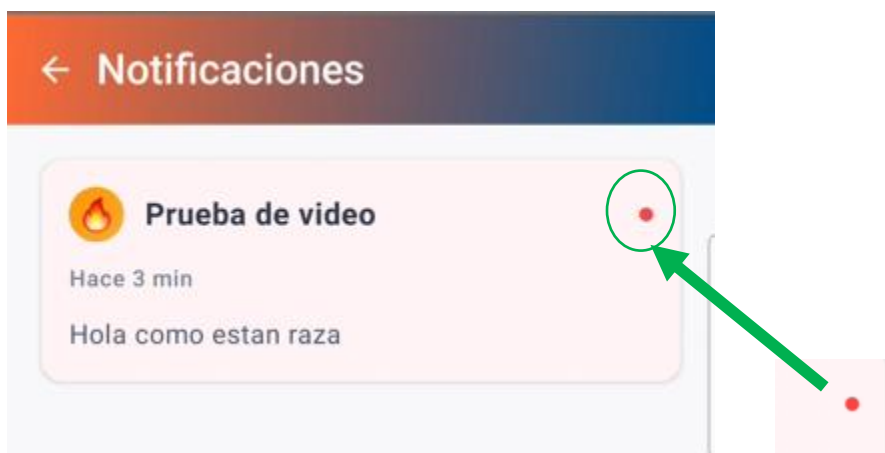 Notificaciones
Prueba de video
Hace 3 min
Hola como estan raza